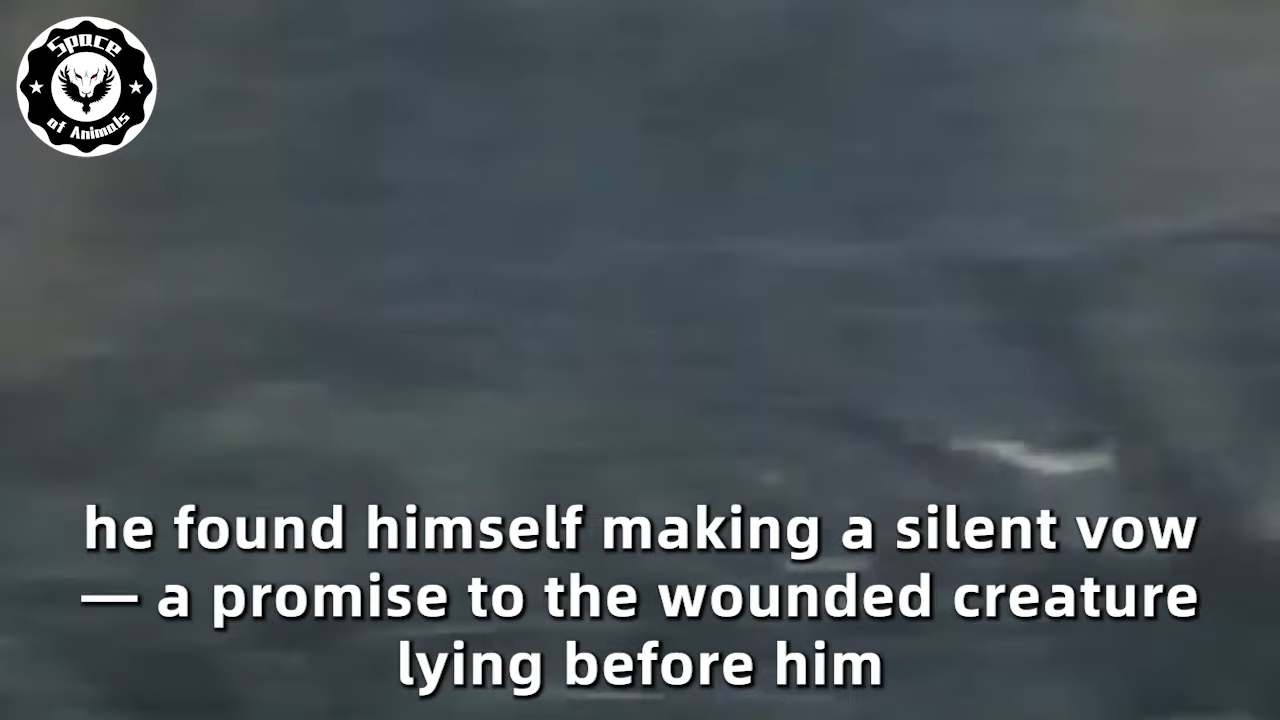 Space
of Animals
he found himself making a silent vow
— a promise to the wounded creature
lying before him